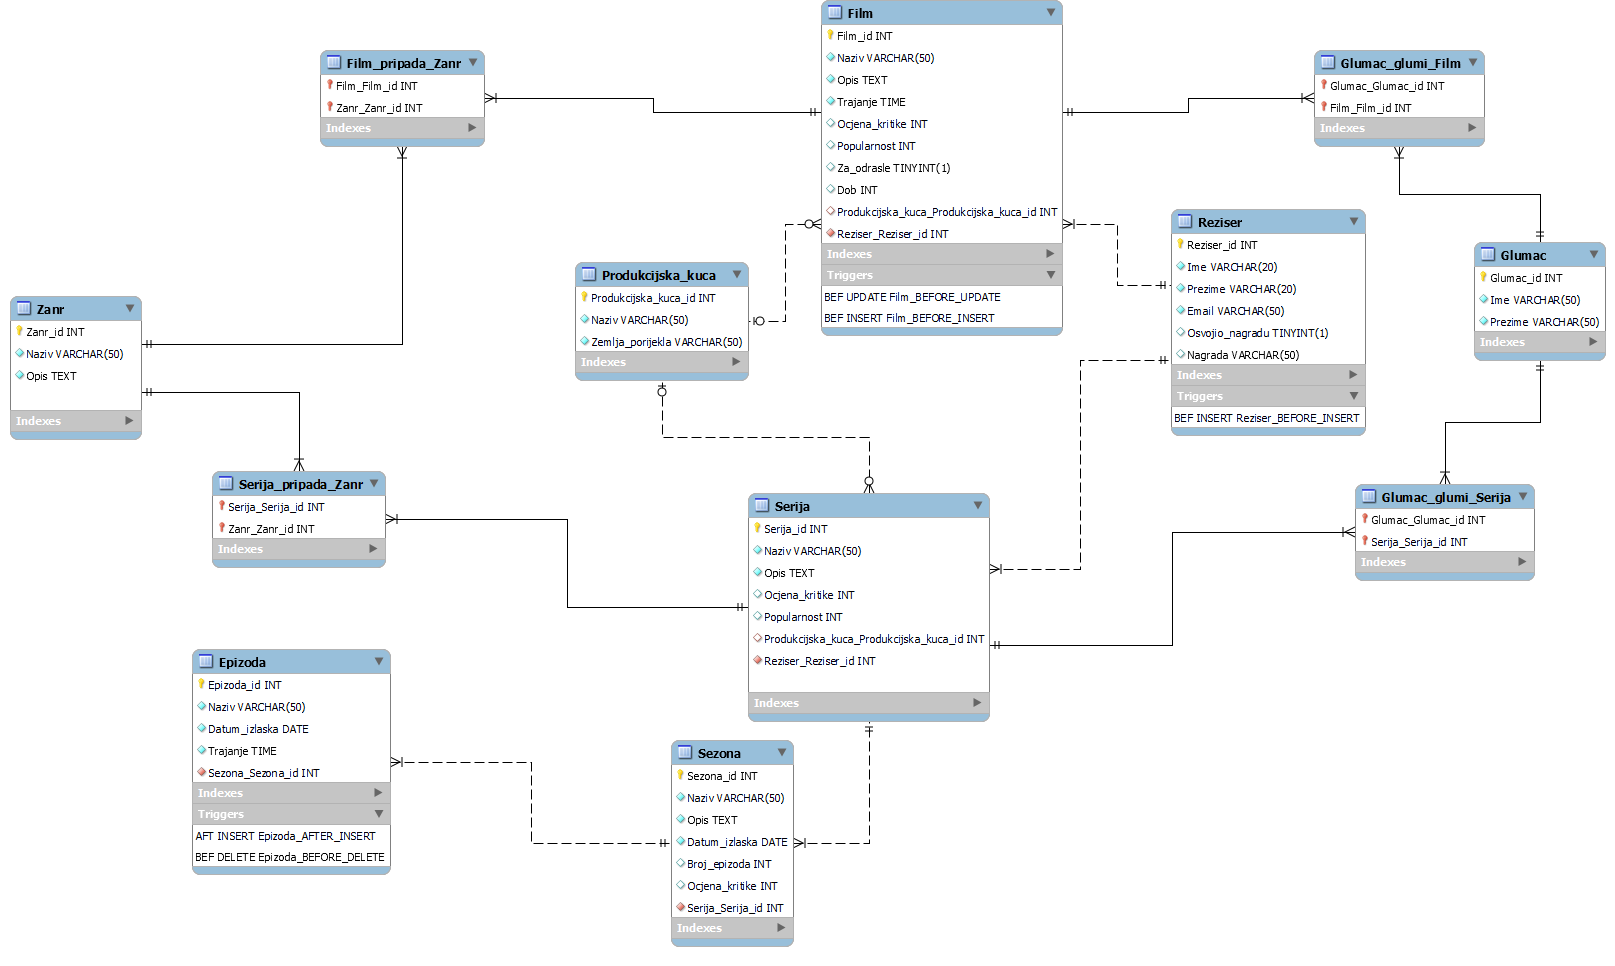 Film
Film_id INT
Naziv VARCHAR(50)
Opis TEXT
Trajanje TIME
Ocjena_kritike INT
Popularnost INT
Za_odrasle TINYINT(1)
Dob INT
Produkcijska_kuca_Produkcijska_kuca_id INT
Reziser_Reziser_id INT
Indexes
Triggers
BEF UPDATE Film_BEFORE_UPDATE
BEF INSERT Film_BEFORE_INSERT
Film_pripada_Zanr
Film_Film_id INT
Zanr_Zanr_id INT
Indexes
Glumac_glumi_Film
Glumac_Glumac_id INT
Film_Film_id INT
Indexes
Reziser
Reziser_id INT
Ime VARCHAR(20)
Prezime VARCHAR(20)
Email VARCHAR(50)
Osvojio_nagradu TINYINT(1)
Nagrada VARCHAR(50)
Indexes
Triggers
BEF INSERT Reziser_BEFORE_INSERT
Glumac
Glumac_id INT
Ime VARCHAR(50)
Prezime VARCHAR(50)
Indexes
Produkcijska_kuca
Produkcijska_kuca_id INT
Naziv VARCHAR(50)
Zemlja_porijekla VARCHAR(50)
Indexes
Zanr
Zanr_id INT
Naziv VARCHAR(50)
Opis TEXT
Indexes
Serija_pripada_Zanr
Serija_Serija_id INT
Zanr_Zanr_id INT
Indexes
Serija
Serija_id INT
Naziv VARCHAR(50)
Opis TEXT
Ocjena_kritike INT
Popularnost INT
Produkcijska_kuca_Produkcijska_kuca_id INT
Reziser_Reziser_id INT
Indexes
Glumac_glumi_Serija
Glumac_Glumac_id INT
Serija_Serija_id INT
Indexes
Epizoda
Epizoda_id INT
Naziv VARCHAR(50)
Datum_izlaska DATE
Trajanje TIME
Sezona_Sezona_id INT
Indexes
Triggers
AFT INSERT Epizoda_AFTER_INSERT
BEF DELETE Epizoda_BEFORE_DELETE
Sezona
Sezona_id INT
Naziv VARCHAR(50)
Opis TEXT
Datum_izlaska DATE
Broj_epizoda INT
Ocjena_kritike INT
Serija_Serija_id INT
Indexes